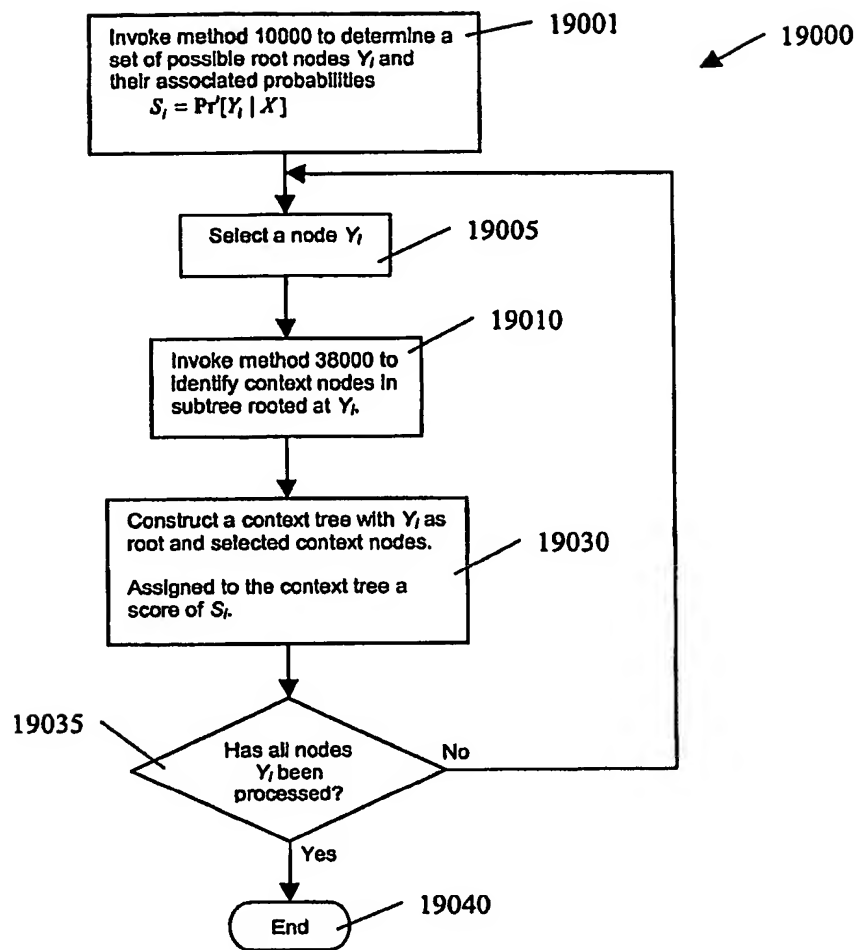 Invoke method 10000 to determine a
set of possible root nodes Yi and
their associated probabilities
Si = Pr'[Yi | X]
19001
19000
Select a node Yi
19005
19010
Invoke method 38000 to
identify context nodes in
subtree rooted at Yi.
Construct a context tree with Yi as
root and selected context nodes.
Assigned to the context tree a
score of Si.
19030
19035
Has all nodes
Yi been
processed?
No
Yes
End
19040